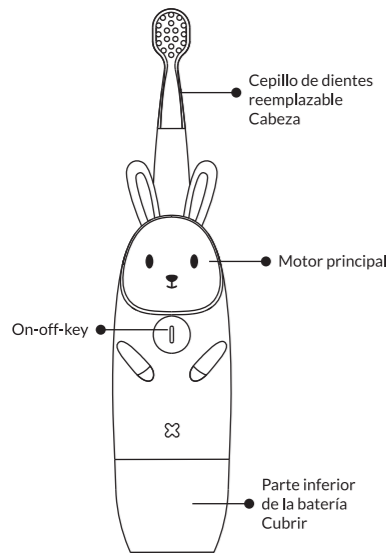 Cepillo de dientes
reemplazable
Cabeza
Motor principal
On-off-key
Parte inferior
de la batería
Cubrir